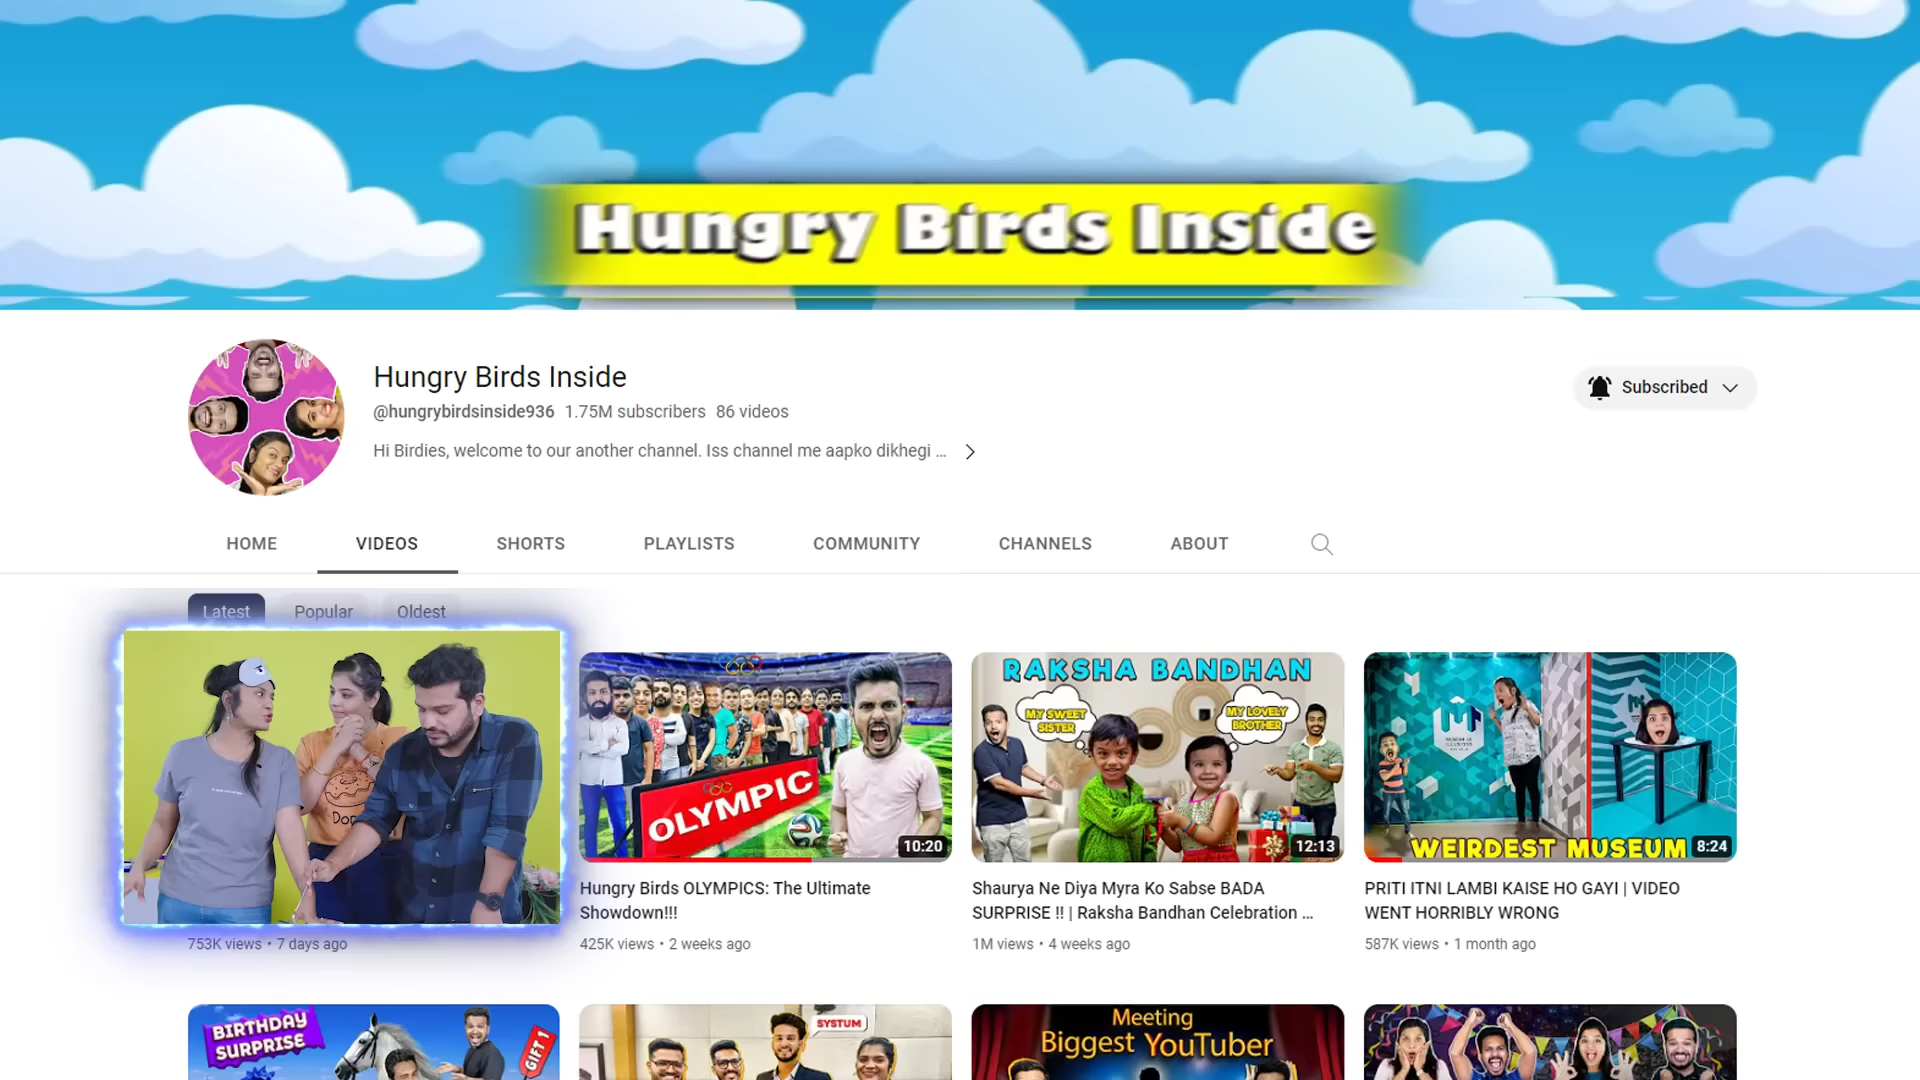 Hungry Birds Inside
Hungry Birds Inside
@hungrybirdsinside936 1.75M subscribers 86 videos
Hi Birdies, welcome to our another channel. Iss channel me aapko dikhegi ...
Subscribed
HOME VIDEOS SHORTS PLAYLISTS COMMUNITY CHANNELS ABOUT
Latest Popular Oldest
Don
OLYMPIC
10:20
RAKSHA BANDHAN
MY SWEET
SISTER
MY LOVELY
BROTHER
12:13
WEIRDEST MUSEUM
8:24
Hungry Birds OLYMPICS: The Ultimate
Showdown!!!
Shaurya Ne Diya Myra Ko Sabse BADA
SURPRISE !! | Raksha Bandhan Celebration ...
PRITI ITNI LAMBI KAISE HO GAYI | VIDEO
WENT HORRIBLY WRONG
753K views • 7 days ago
425K views • 2 weeks ago
1M views • 4 weeks ago
587K views • 1 month ago
BIRTHDAY
SURPRISE
GIFT 1
SYSTUM
Meeting
Biggest YouTuber